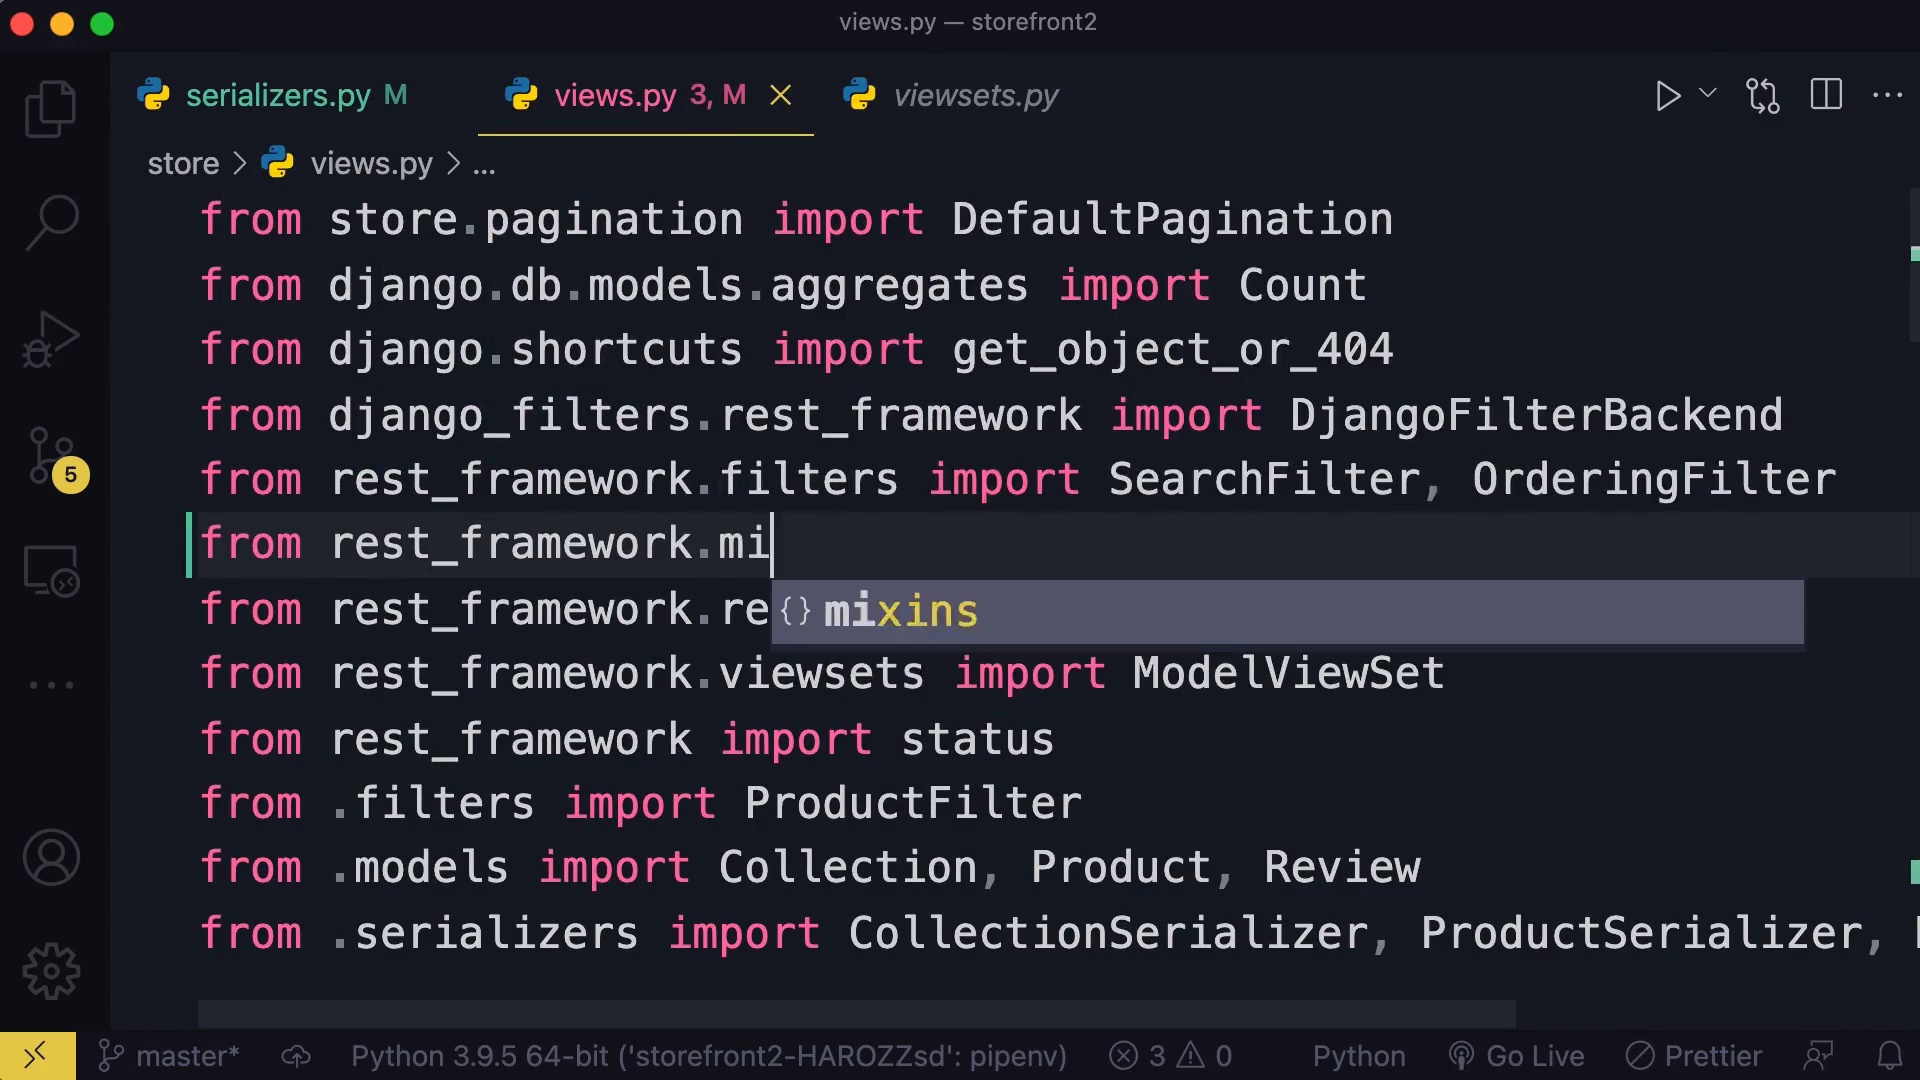 views.py — storefront2
serializers.py M
views.py 3, M
viewsets.py
store > views.py > ...
from store.pagination import DefaultPagination
from django.db.models.aggregates import Count
from django.shortcuts import get_object_or_404
from django_filters.rest_framework import DjangoFilterBackend
from rest_framework.filters import SearchFilter, OrderingFilter
from rest_framework.mi
from rest_framework.re
{} mixins
from rest_framework.viewsets import ModelViewSet
from rest_framework import status
from .filters import ProductFilter
from .models import Collection, Product, Review
from .serializers import CollectionSerializer, ProductSerializer,
5
master* Python 3.9.5 64-bit ('storefront2-HAROZZsd': pipenv) 3 0 Python Go Live Prettier